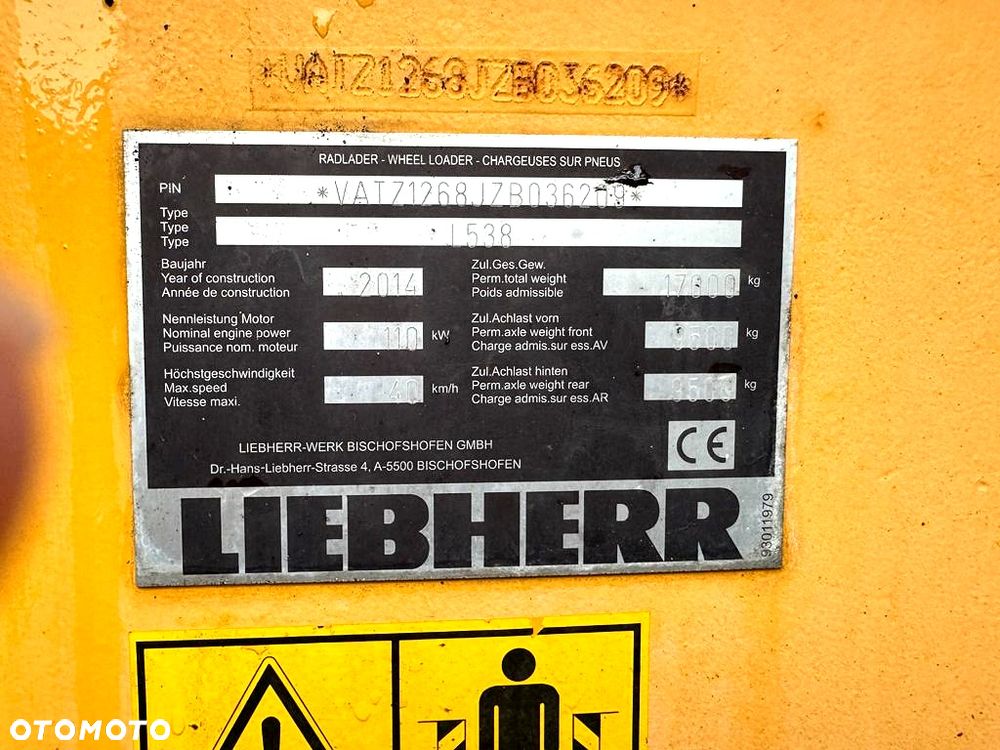 *VATZ1268JZB036209*
RADLADER - WHEEL LOADER - CHARGEUSES SUR PNEUS
PIN *VATZ1268JZB036209*
Type
Type L538
Type
Baujahr
Year of construction 2014
Année de construction
Zul.Ges.Gew.
Perm.total weight kg
Poids admissible
Nennleistung Motor
Nominal engine power 110 kW
Puissance nom. moteur
Zul.Achlast vorn
Perm.axle weight front 9500 kg
Charge admis.sur ess.AV
Höchstgeschwindigkeit
Max.speed 40 km/h
Vitesse maxi.
Zul.Achlast hinten
Perm.axle weight rear kg
Charge admis.sur ess.AR
LIEBHERR-WERK BISCHOFSHOFEN GMBH
Dr.-Hans-Liebherr-Strasse 4, A-5500 BISCHOFSHOFEN
CE
LIEBHERR
93011979
OTOMOTO